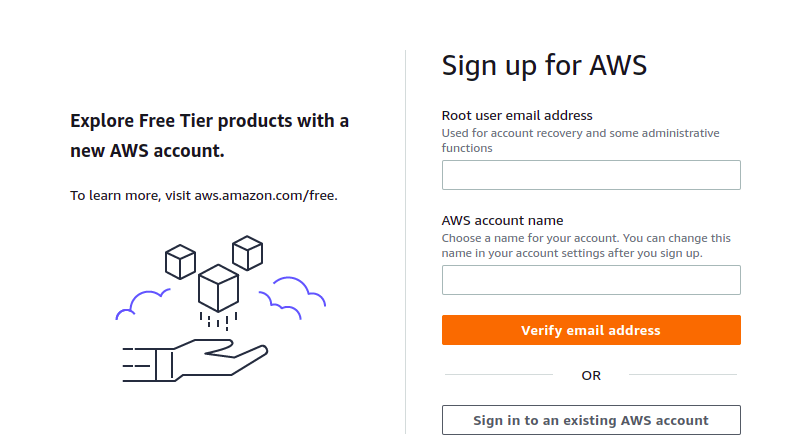 Explore Free Tier products with a
new AWS account.
To learn more, visit aws.amazon.com/free.
Sign up for AWS
Root user email address
Used for account recovery and some administrative
functions
AWS account name
Choose a name for your account. You can change this
name in your account settings after you sign up.
Verify email address
OR
Sign in to an existing AWS account